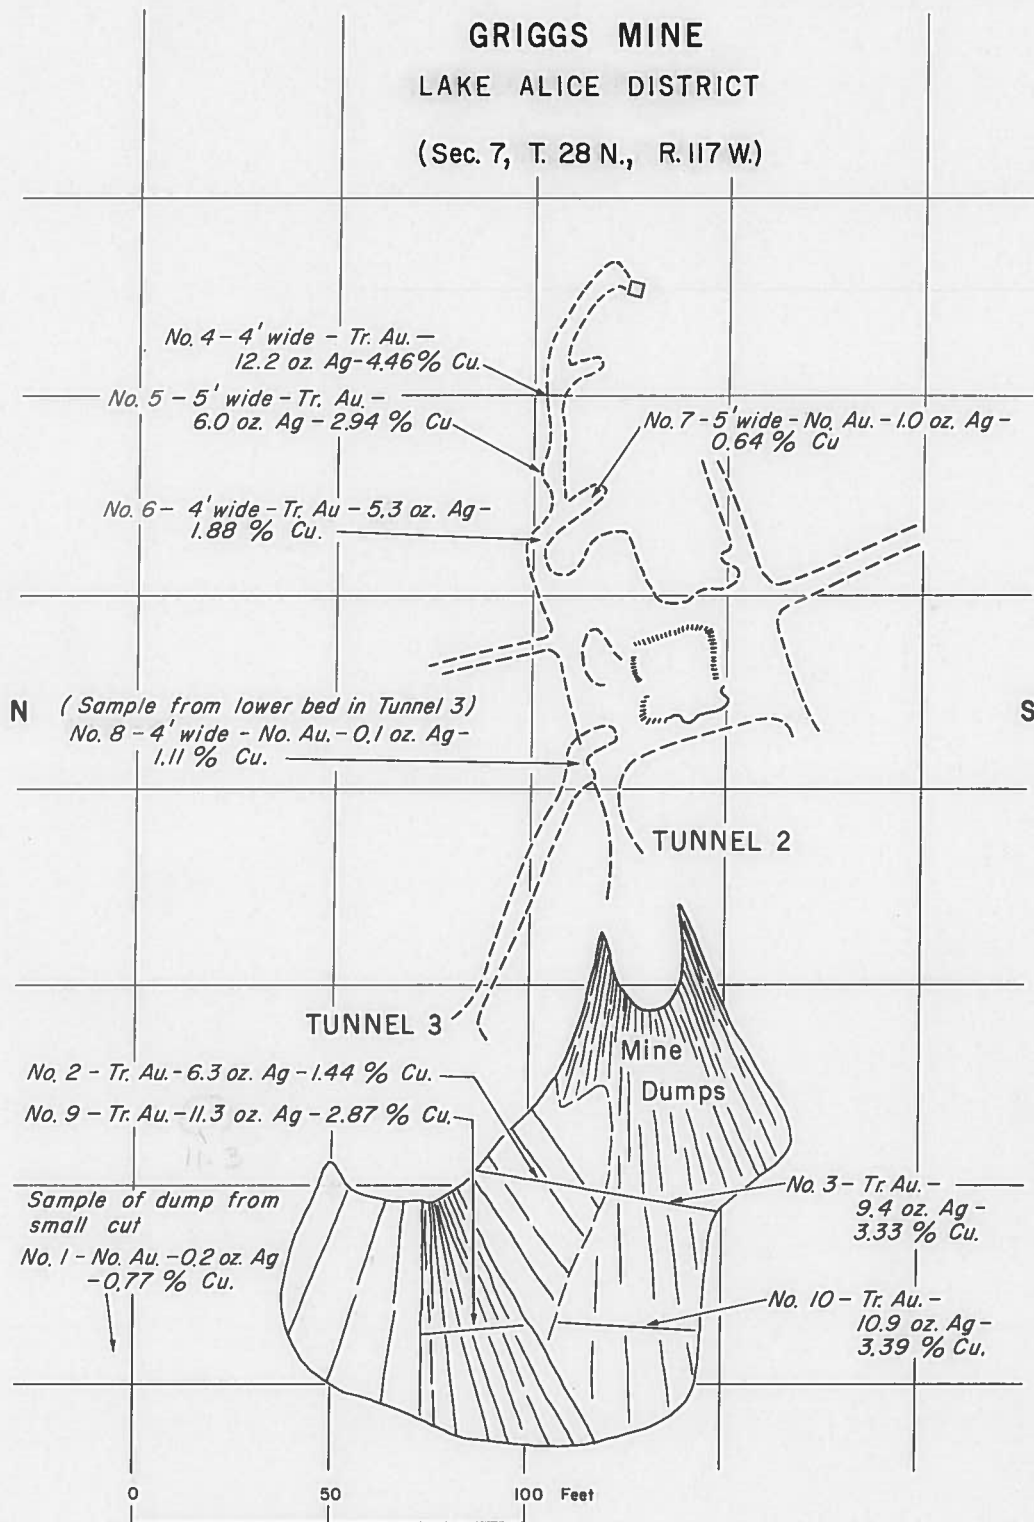 GRIGGS MINE
LAKE ALICE DISTRICT
(Sec. 7, T. 28 N., R. 117 W.)
No. 4 - 4' wide - Tr. Au. -
12.2 oz. Ag - 4.46 % Cu.
No. 5 - 5' wide - Tr. Au. -
6.0 oz. Ag - 2.94 % Cu
No. 7 - 5' wide - No. Au. - 1.0 oz. Ag -
0.64 % Cu
No. 6 - 4' wide - Tr. Au - 5.3 oz. Ag -
1.88 % Cu.
N
S
(Sample from lower bed in Tunnel 3)
No. 8 - 4' wide - No. Au. - 0.1 oz. Ag -
1.11 % Cu.
TUNNEL 2
TUNNEL 3
Mine
Dumps
No. 2 - Tr. Au. - 6.3 oz. Ag - 1.44 % Cu.
No. 9 - Tr. Au. - 11.3 oz. Ag - 2.87 % Cu.
No. 3 - Tr. Au. -
9.4 oz. Ag -
3.33 % Cu.
Sample of dump from
small cut
No. 1 - No. Au. - 0.2 oz Ag
- 0.77 % Cu.
No. 10 - Tr. Au. -
10.9 oz. Ag -
3.39 % Cu.
0 50 100 Feet